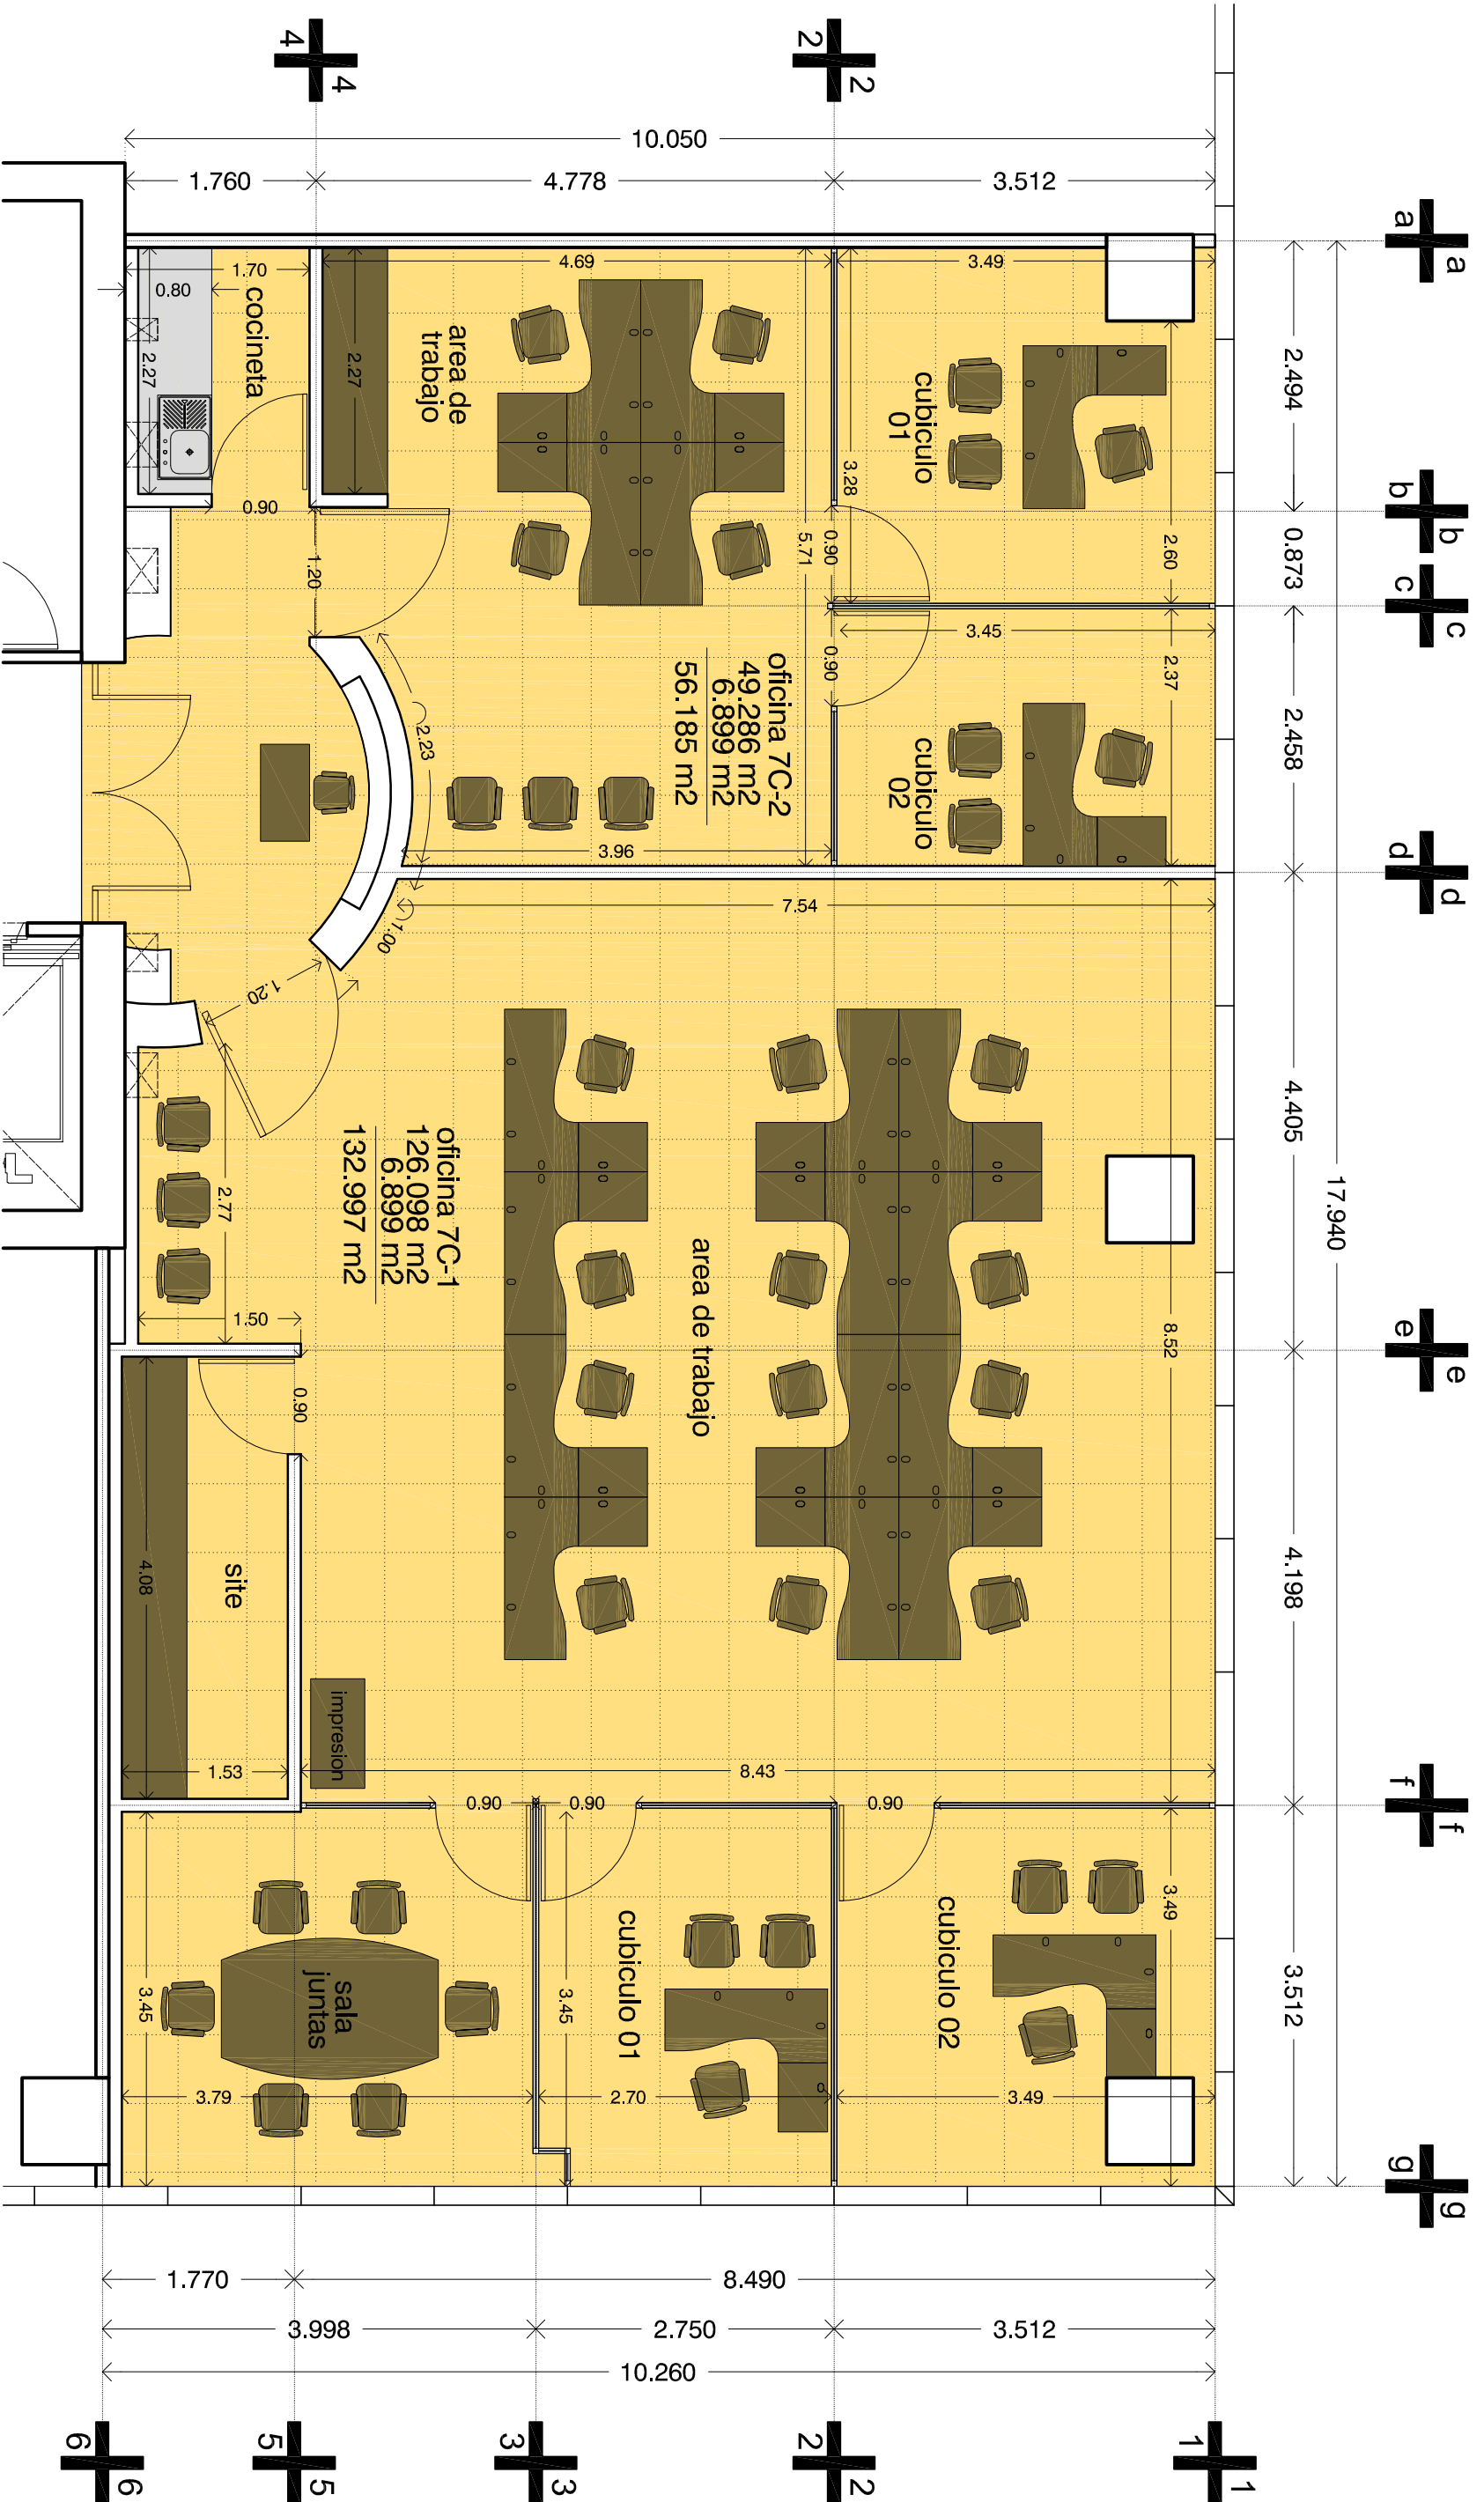 4
4
2
2
10.050
1.760
4.778
3.512
a
a
b
b
c
c
d
d
e
e
f
f
g
g
2.494
0.873
2.458
4.405
4.198
3.512
17.940
1.70
0.80
cocineta
2.27
0.90
4.69
2.27
area de
trabajo
3.49
cubiculo
01
3.28
2.60
0.90
5.71
1.20
3.45
0.90
2.37
cubiculo
02
oficina 7C-2
49.286 m2
6.899 m2
56.185 m2
2.23
3.96
1.00
7.54
1.20
2.77
1.50
oficina 7C-1
126.098 m2
6.899 m2
132.997 m2
area de trabajo
8.52
0.90
4.08
site
1.53
impresion
8.43
0.90
0.90
0.90
sala
juntas
3.45
3.79
cubiculo 01
3.45
2.70
cubiculo 02
3.49
3.49
1.770
8.490
3.998
2.750
3.512
10.260
6
6
5
5
3
3
2
2
1
1